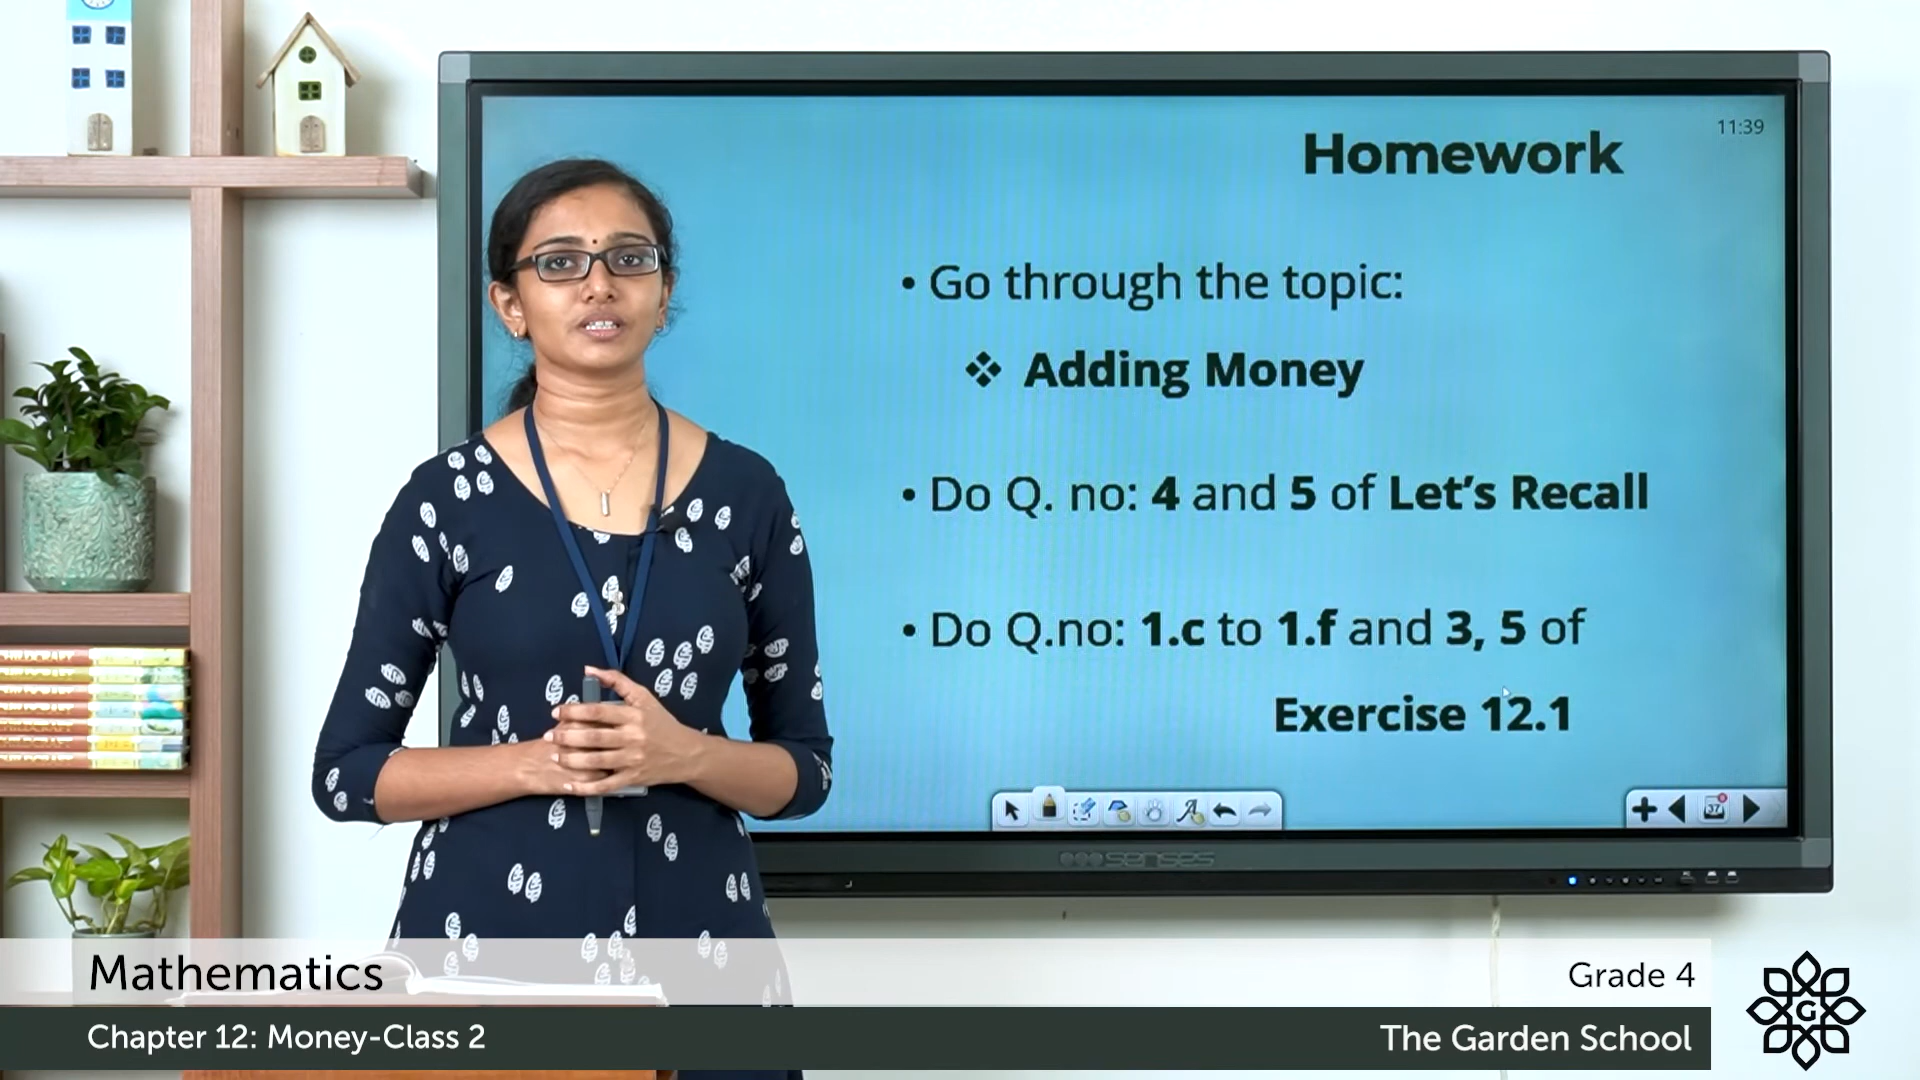 11:39
Homework
• Go through the topic:
❖ Adding Money
• Do Q. no: 4 and 5 of Let's Recall
• Do Q.no: 1.c to 1.f and 3, 5 of
Exercise 12.1
37
senses
Mathematics
Grade 4
Chapter 12: Money-Class 2
The Garden School
G